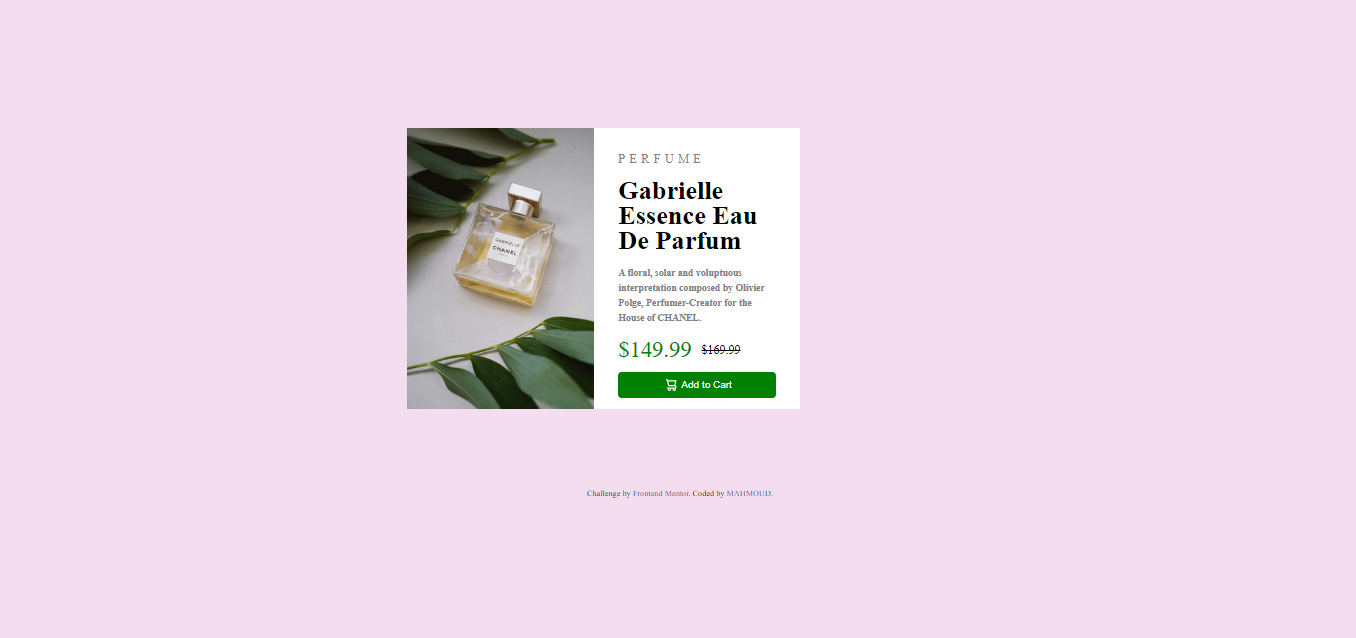 PERFUME
Gabrielle
Essence Eau
De Parfum
A floral, solar and voluptuous
interpretation composed by Olivier
Polge, Perfumer-Creator for the
House of CHANEL.
$149.99 $169.99
Add to Cart
GABRIELLE
CHANEL
Challenge by Frontend Mentor. Coded by MAHMOUD.